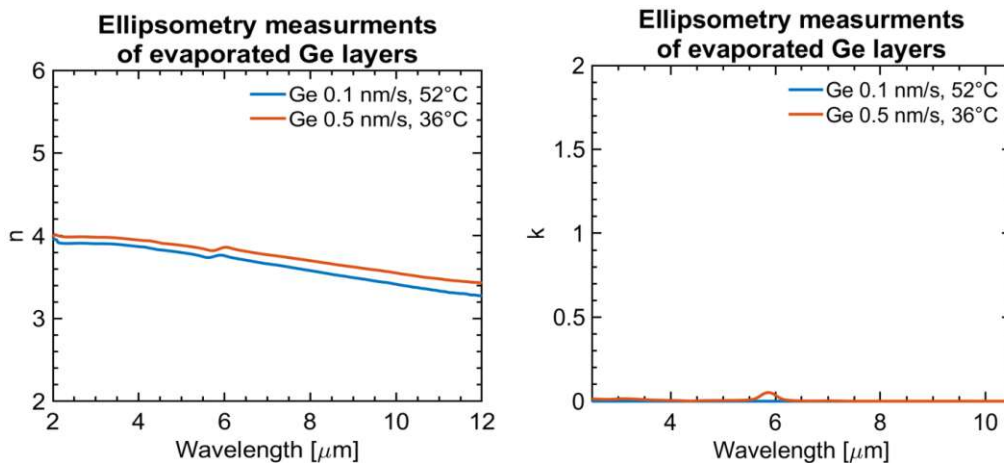 Ellipsometry measurments
of evaporated Ge layers
6
5
4
3
2
n
Ge 0.1 nm/s, 52°C
Ge 0.5 nm/s, 36°C
2 4 6 8 10 12
Wavelength [μm]
Ellipsometry measurments
of evaporated Ge layers
2
1.5
1
0.5
0
k
Ge 0.1 nm/s, 52°C
Ge 0.5 nm/s, 36°C
4 6 8 10
Wavelength [μm]